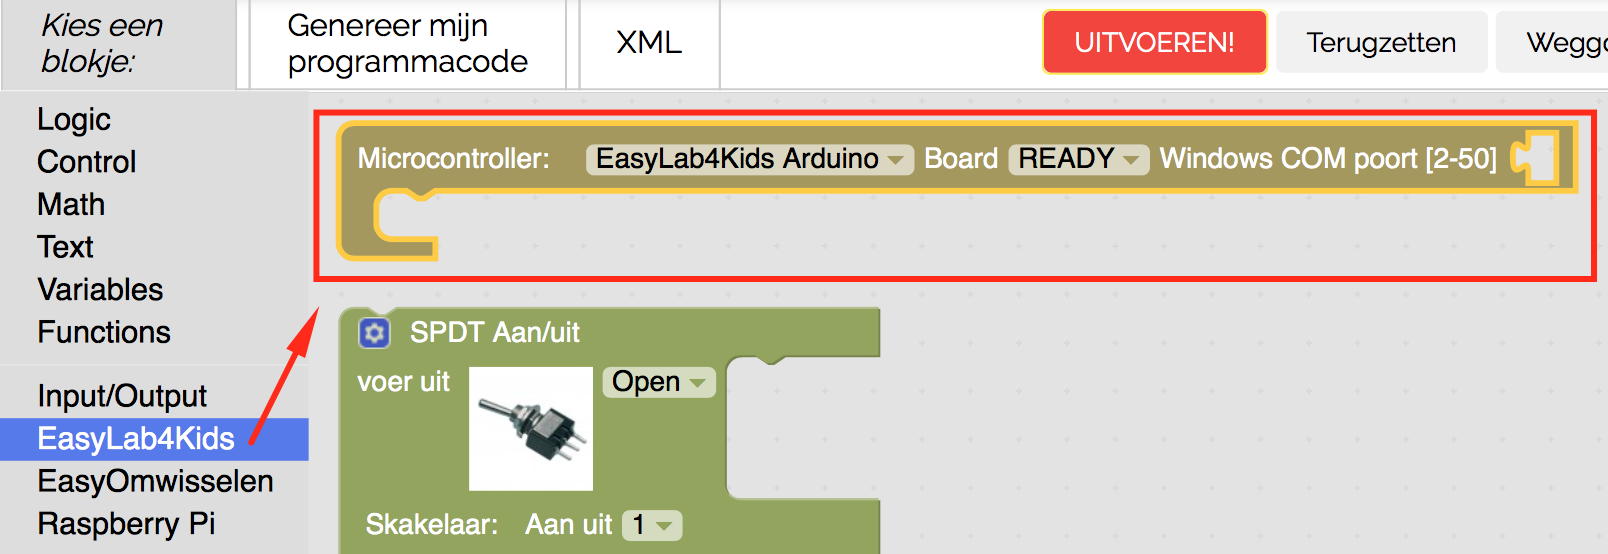 Kies een
blokje:
Genereer mijn
programmacode
XML
UITVOEREN!
Terugzetten
Weggo
Logic
Control
Math
Text
Variables
Functions
Input/Output
EasyLab4Kids
EasyOmwisselen
Raspberry Pi
Microcontroller: EasyLab4Kids Arduino Board READY Windows COM poort [2-50]
SPDT Aan/uit
voer uit Open
Skakelaar: Aan uit 1